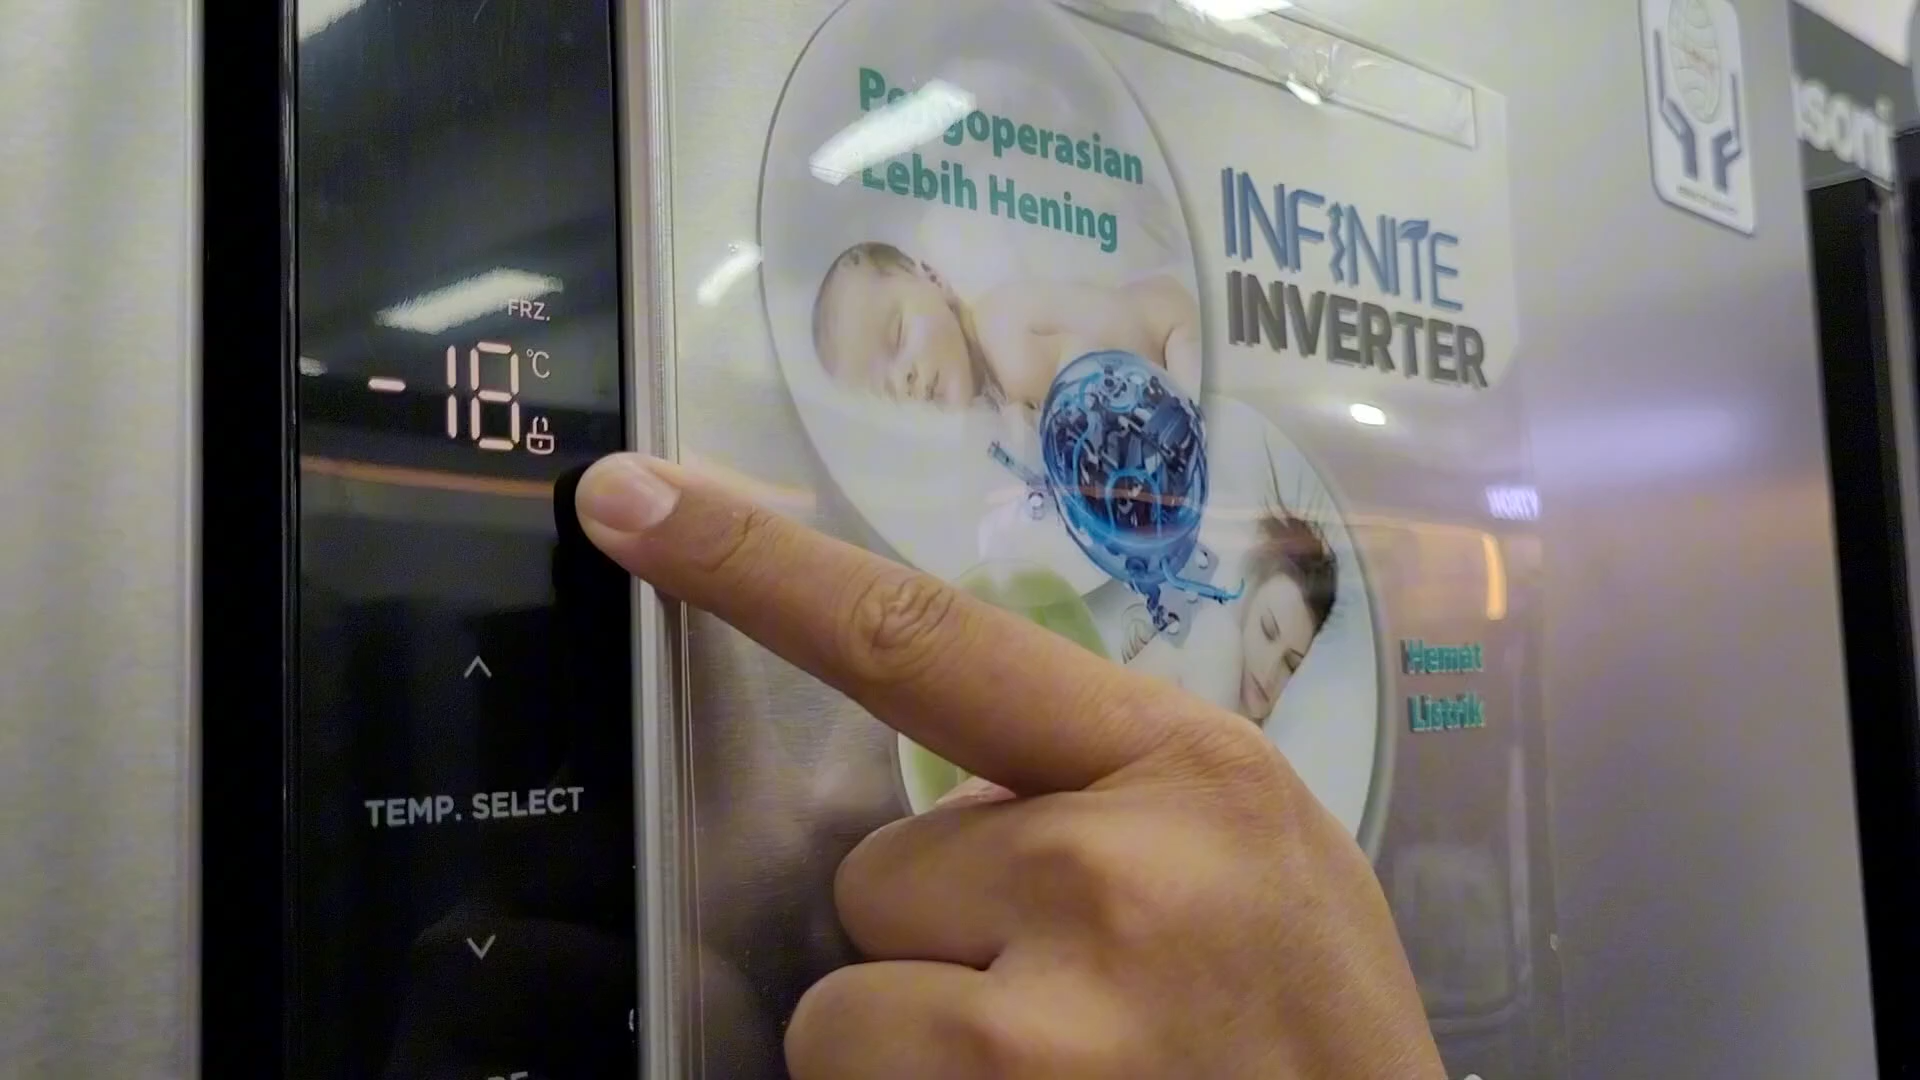 FRZ.
-18 °C
TEMP. SELECT
Pengoperasian
Lebih Hening
INFINITE
INVERTER
Hemat
Listrik